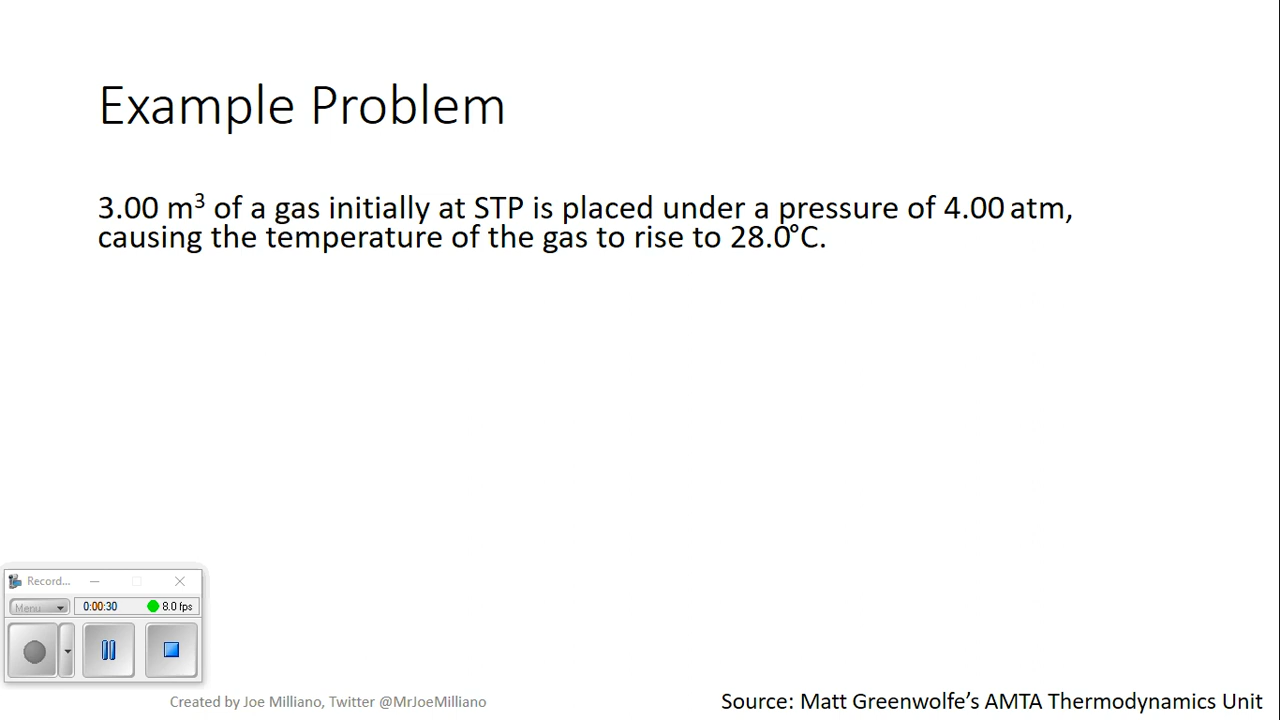 Example Problem
3.00 m³ of a gas initially at STP is placed under a pressure of 4.00 atm,
causing the temperature of the gas to rise to 28.0°C.
Record...
Menu
0:00:30
8.0 fps
Created by Joe Milliano, Twitter @MrJoeMilliano
Source: Matt Greenwolfe’s AMTA Thermodynamics Unit